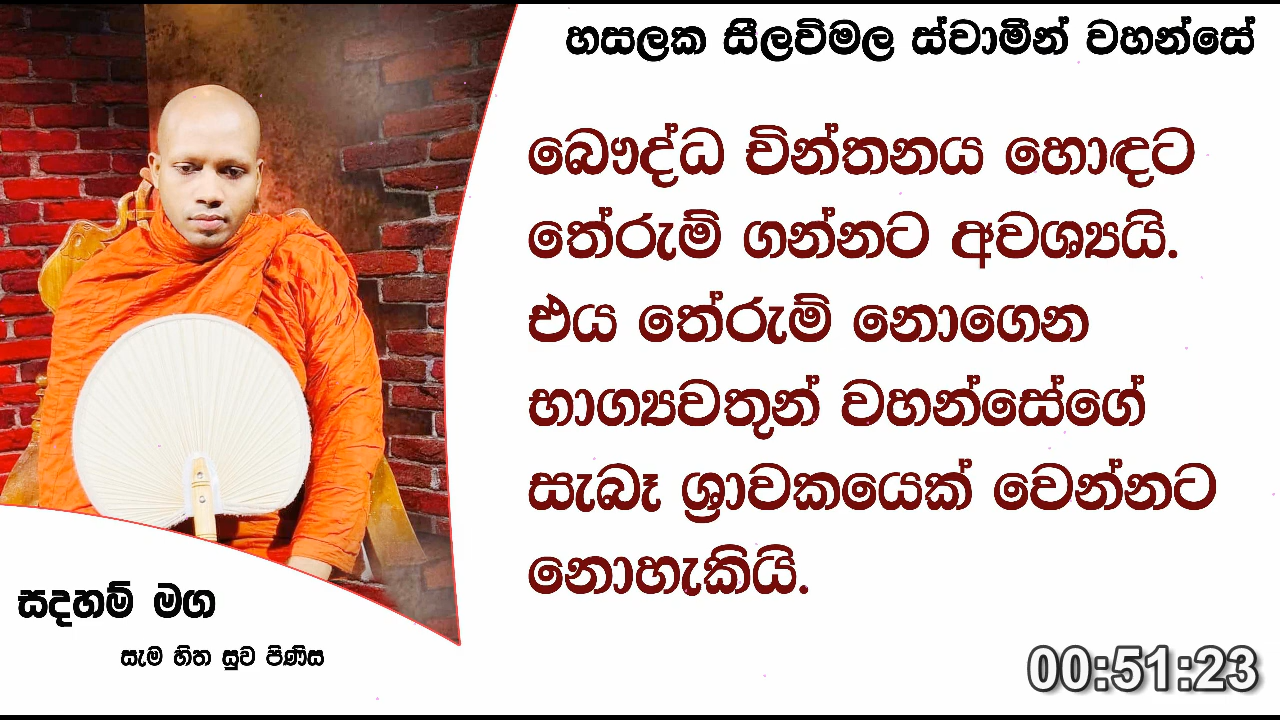 හසලක සීලවිමල ස්වාමීන් වහන්සේ
බෞද්ධ චින්තනය හොඳට
තේරුම් ගන්නට අවශ්‍යයි.
එය තේරුම් නොගෙන
භාග්‍යවතුන් වහන්සේගේ
සැබෑ ශ්‍රාවකයෙක් වෙන්නට
නොහැකියි.
සදහම් මග
සැම හිත සුව පිණිස
00:51:23